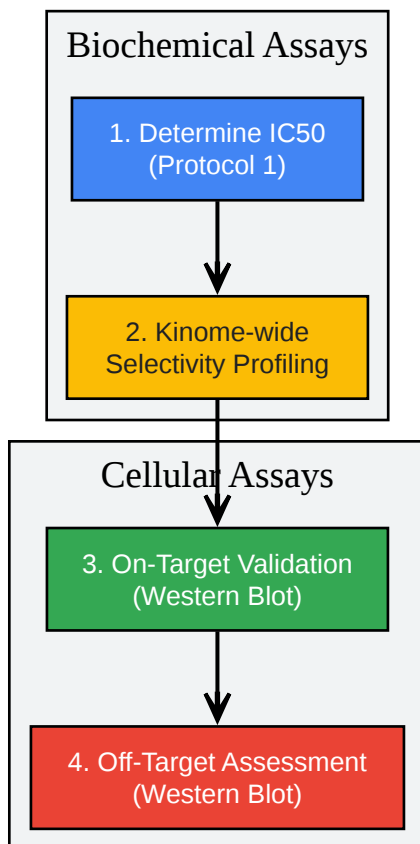 Biochemical Assays
1. Determine IC50
(Protocol 1)
2. Kinome-wide
Selectivity Profiling
Cellular Assays
3. On-Target Validation
(Western Blot)
4. Off-Target Assessment
(Western Blot)